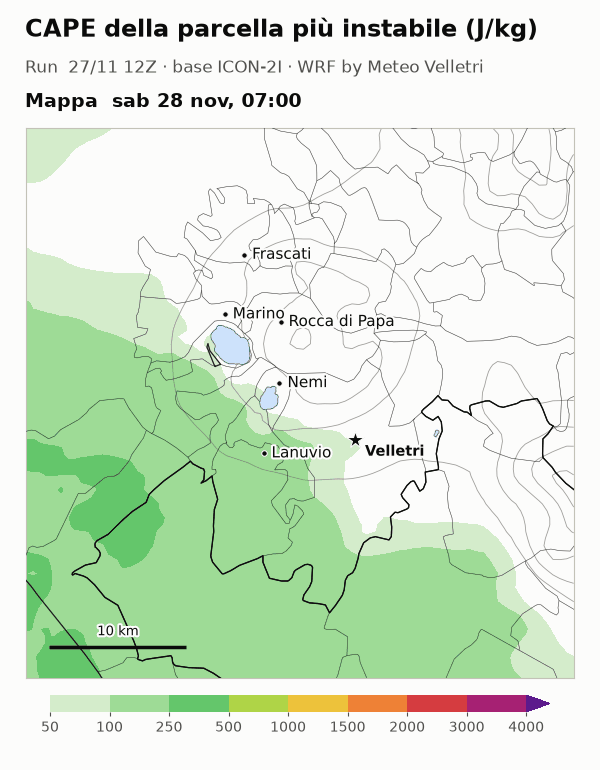 CAPE della parcella più instabile (J/kg)
Run  27/11 12Z · base ICON-2I · WRF by Meteo Velletri
Mappa  sab 28 nov, 07:00
Frascati
Marino
Rocca di Papa
Nemi
Velletri
Lanuvio
10 km
50 100 250 500 1000 1500 2000 3000 4000